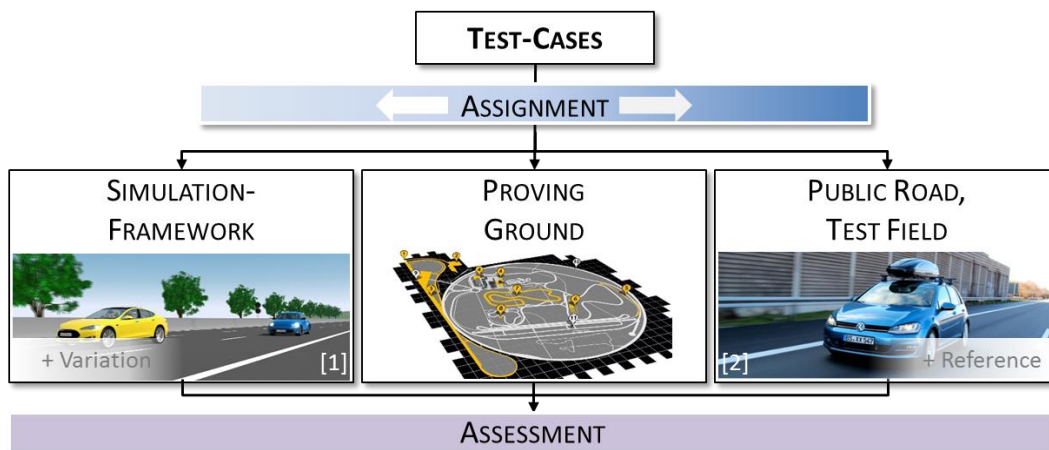 TEST-CASES
ASSIGNMENT
SIMULATION-
FRAMEWORK
+ Variation
[1]
PROVING
GROUND
PUBLIC ROAD,
TEST FIELD
[2]
+ Reference
ASSESSMENT